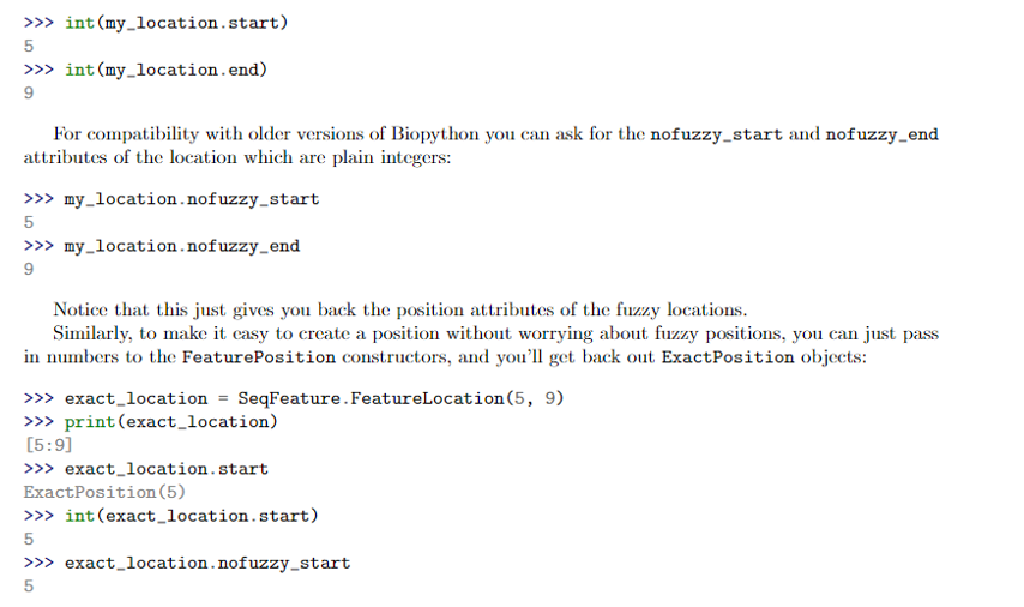 >>> int(my_location.start)
5
>>> int(my_location.end)
9
For compatibility with older versions of Biopython you can ask for the nofuzzy_start and nofuzzy_end
attributes of the location which are plain integers:
>>> my_location.nofuzzy_start
5
>>> my_location.nofuzzy_end
9
Notice that this just gives you back the position attributes of the fuzzy locations.
Similarly, to make it easy to create a position without worrying about fuzzy positions, you can just pass
in numbers to the FeaturePosition constructors, and you'll get back out ExactPosition objects:
>>> exact_location = SeqFeature.FeatureLocation(5, 9)
>>> print(exact_location)
[5:9]
>>> exact_location.start
ExactPosition(5)
>>> int(exact_location.start)
5
>>> exact_location.nofuzzy_start
5